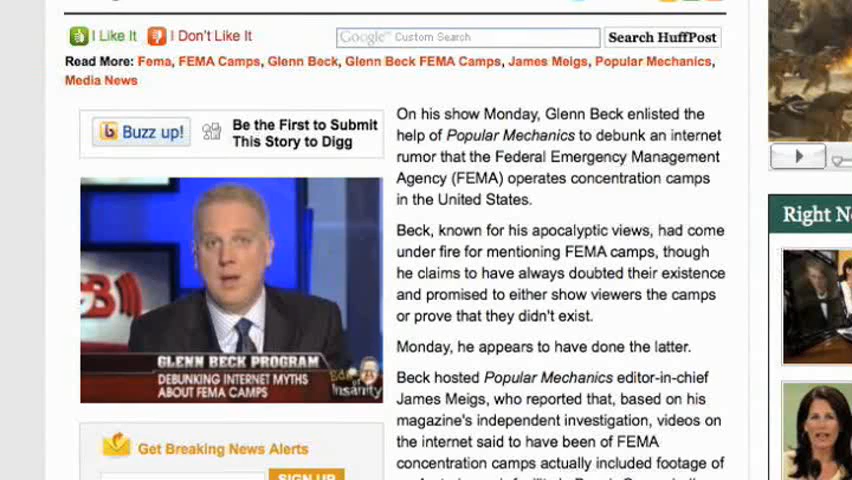 I Like It I Don't Like It Google™ Custom Search Search HuffPost
Read More: Fema, FEMA Camps, Glenn Beck, Glenn Beck FEMA Camps, James Meigs, Popular Mechanics,
Media News
Buzz up!
Be the First to Submit
This Story to Digg
GLENN BECK PROGRAM
DEBUNKING INTERNET MYTHS
ABOUT FEMA CAMPS
of
Insanity
Get Breaking News Alerts
SIGN UP
On his show Monday, Glenn Beck enlisted the
help of Popular Mechanics to debunk an internet
rumor that the Federal Emergency Management
Agency (FEMA) operates concentration camps
in the United States.
Beck, known for his apocalyptic views, had come
under fire for mentioning FEMA camps, though
he claims to have always doubted their existence
and promised to either show viewers the camps
or prove that they didn't exist.
Monday, he appears to have done the latter.
Beck hosted Popular Mechanics editor-in-chief
James Meigs, who reported that, based on his
magazine's independent investigation, videos on
the internet said to have been of FEMA
concentration camps actually included footage of
Right N